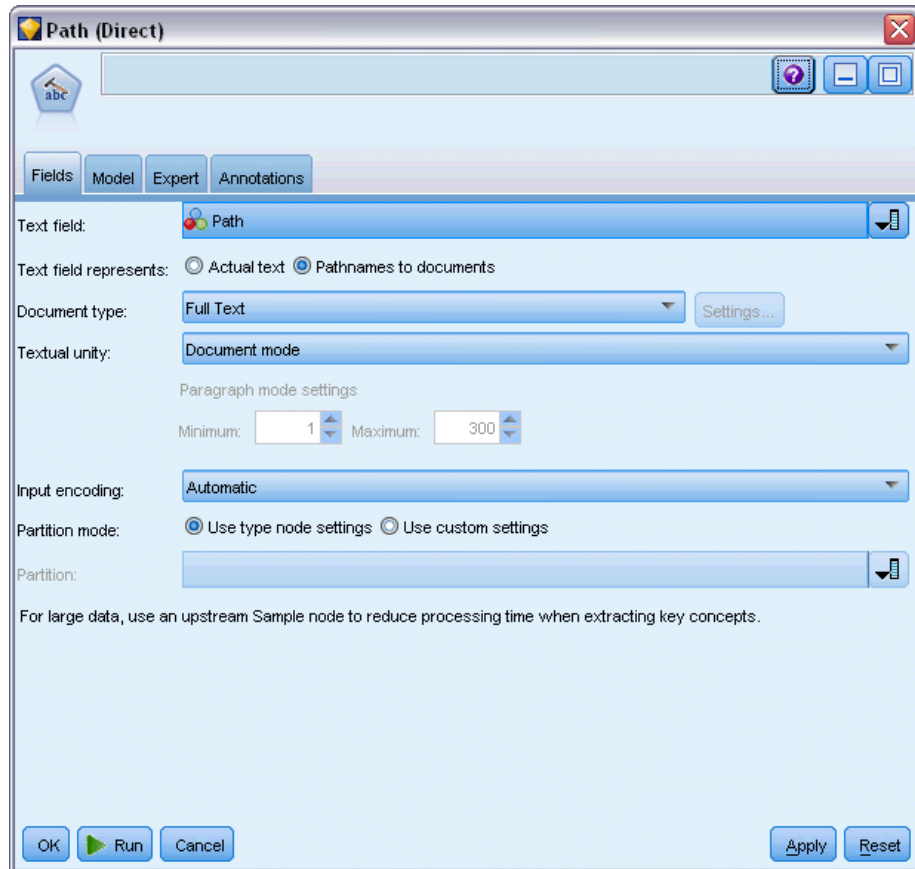 Path (Direct)
abc
Fields Model Expert Annotations
Text field: Path
Text field represents: Actual text Pathnames to documents
Document type: Full Text Settings...
Textual unity: Document mode
Paragraph mode settings
Minimum: 1 Maximum: 300
Input encoding: Automatic
Partition mode: Use type node settings Use custom settings
Partition:
For large data, use an upstream Sample node to reduce processing time when extracting key concepts.
OK Run Cancel Apply Reset